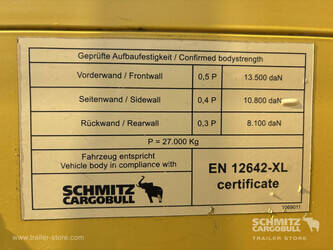 Geprüfte Aufbaufestigkeit / Confirmed bodystrength
Vorderwand / Frontwall 0,5 P 13.500 daN
Seitenwand / Sidewall 0,4 P 10.800 daN
Rückwand / Rearwall 0,3 P 8.100 daN
P = 27.000 Kg
Fahrzeug entspricht
Vehicle body in compliance with
EN 12642-XL
certificate
SCHMITZ
CARGOBULL
1069011
trailer-store.com
SCHMITZ
CARGOBULL
TRAILER STORE